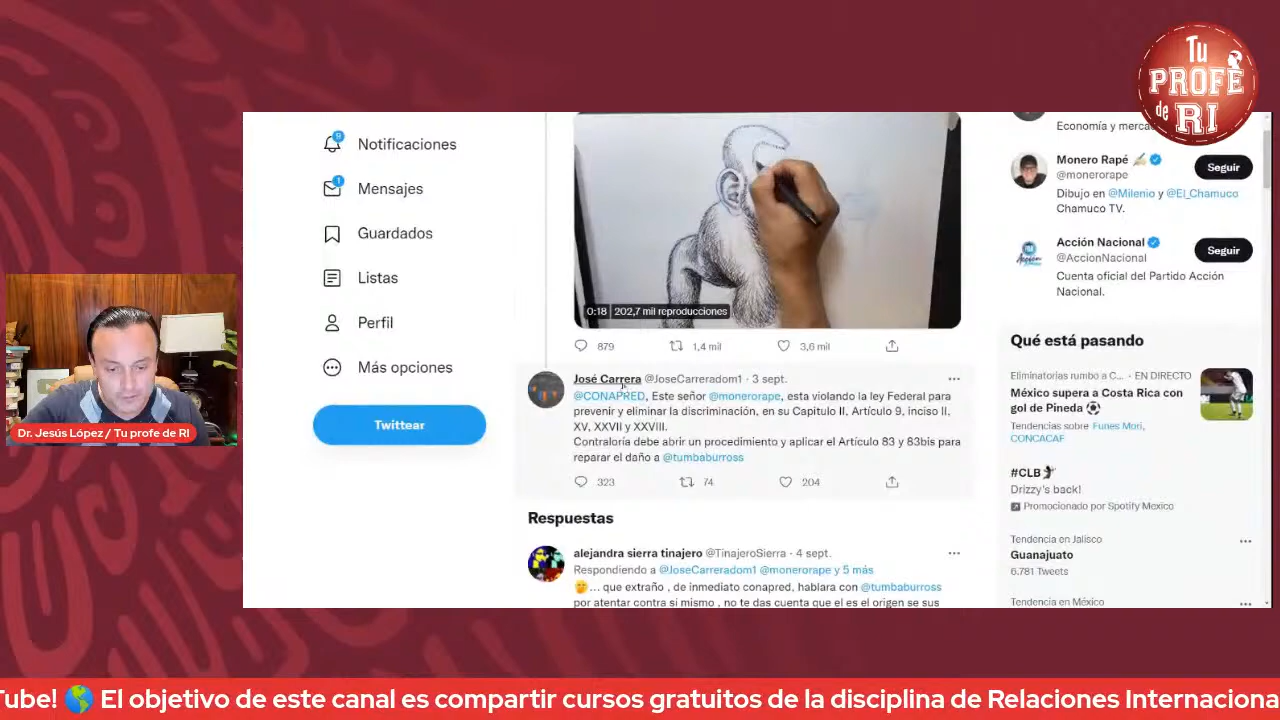 Tu
PROFE
de RI
Notificaciones
9
Mensajes
1
Guardados
Listas
Perfil
Más opciones
Twittear
0:18 202,7 mil reproducciones
879 1,4 mil 3,6 mil
José Carrera @JoseCarreradom1 · 3 sept.
@CONAPRED, Este señor @monerorape, esta violando la ley Federal para
prevenir y eliminar la discriminación, en su Capitulo II, Artículo 9, inciso II,
XV, XXVII y XXVIII.
Contraloría debe abrir un procedimiento y aplicar el Artículo 83 y 83bis para
reparar el daño a @tumbaburross
323 74 204
Respuestas
alejandra sierra tinajero @TinajeroSierra · 4 sept.
Respondiendo a @JoseCarreradom1 @monerorape y 5 más
🤔... que extraño , de inmediato conapred, hablara con @tumbaburross
por atentar contra si mismo , no te das cuenta que el es el origen se sus
Economía y merca
Monero Rapé ✍️
@monerorape
Seguir
Dibujo en @Milenio y @El_Chamuco
Chamuco TV.
Acción Nacional
@AccionNacional
Seguir
Cuenta oficial del Partido Acción
Nacional.
Qué está pasando
Eliminatorias rumbo a C... · EN DIRECTO
México supera a Costa Rica con
gol de Pineda ⚽
Tendencias sobre Funes Mori,
CONCACAF
#CLB
Drizzy's back!
Promocionado por Spotify Mexico
Tendencia en Jalisco
Guanajuato
6.781 Tweets
Tendencia en México
Dr. Jesús López / Tu profe de RI
Tube! 🌎 El objetivo de este canal es compartir cursos gratuitos de la disciplina de Relaciones Internaciona